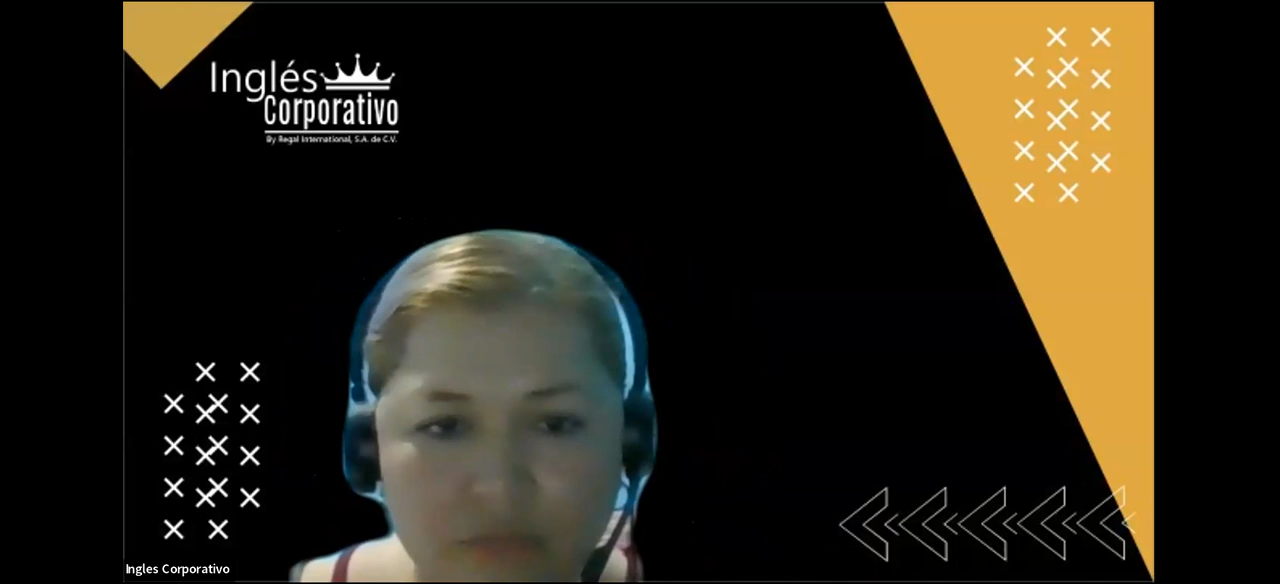 Inglés
Corporativo
By Regal International, S.A. de C.V.
Ingles Corporativo